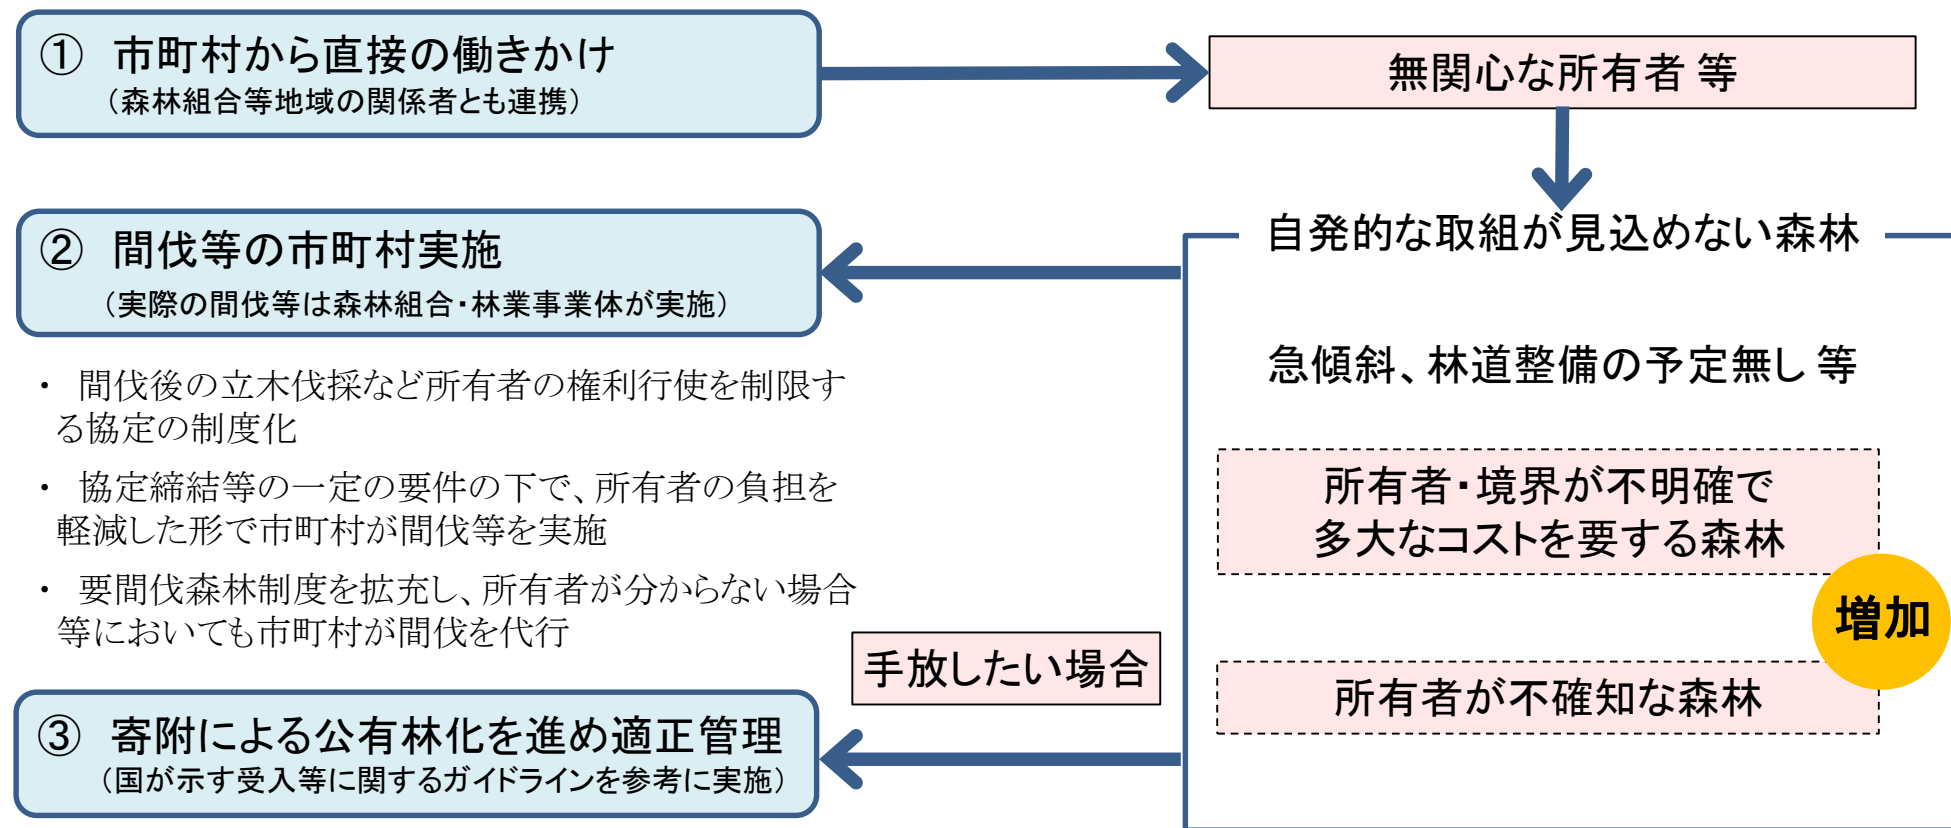 ① 市町村から直接の働きかけ
（森林組合等地域の関係者とも連携）
無関心な所有者 等
② 間伐等の市町村実施
（実際の間伐等は森林組合・林業事業体が実施）
・ 間伐後の立木伐採など所有者の権利行使を制限す
る協定の制度化
・ 協定締結等の一定の要件の下で、所有者の負担を
軽減した形で市町村が間伐等を実施
・ 要間伐森林制度を拡充し、所有者が分からない場合
等においても市町村が間伐を代行
自発的な取組が見込めない森林
急傾斜、林道整備の予定無し 等
所有者・境界が不明確で
多大なコストを要する森林
増加
所有者が不確知な森林
手放したい場合
③ 寄附による公有林化を進め適正管理
（国が示す受入等に関するガイドラインを参考に実施）